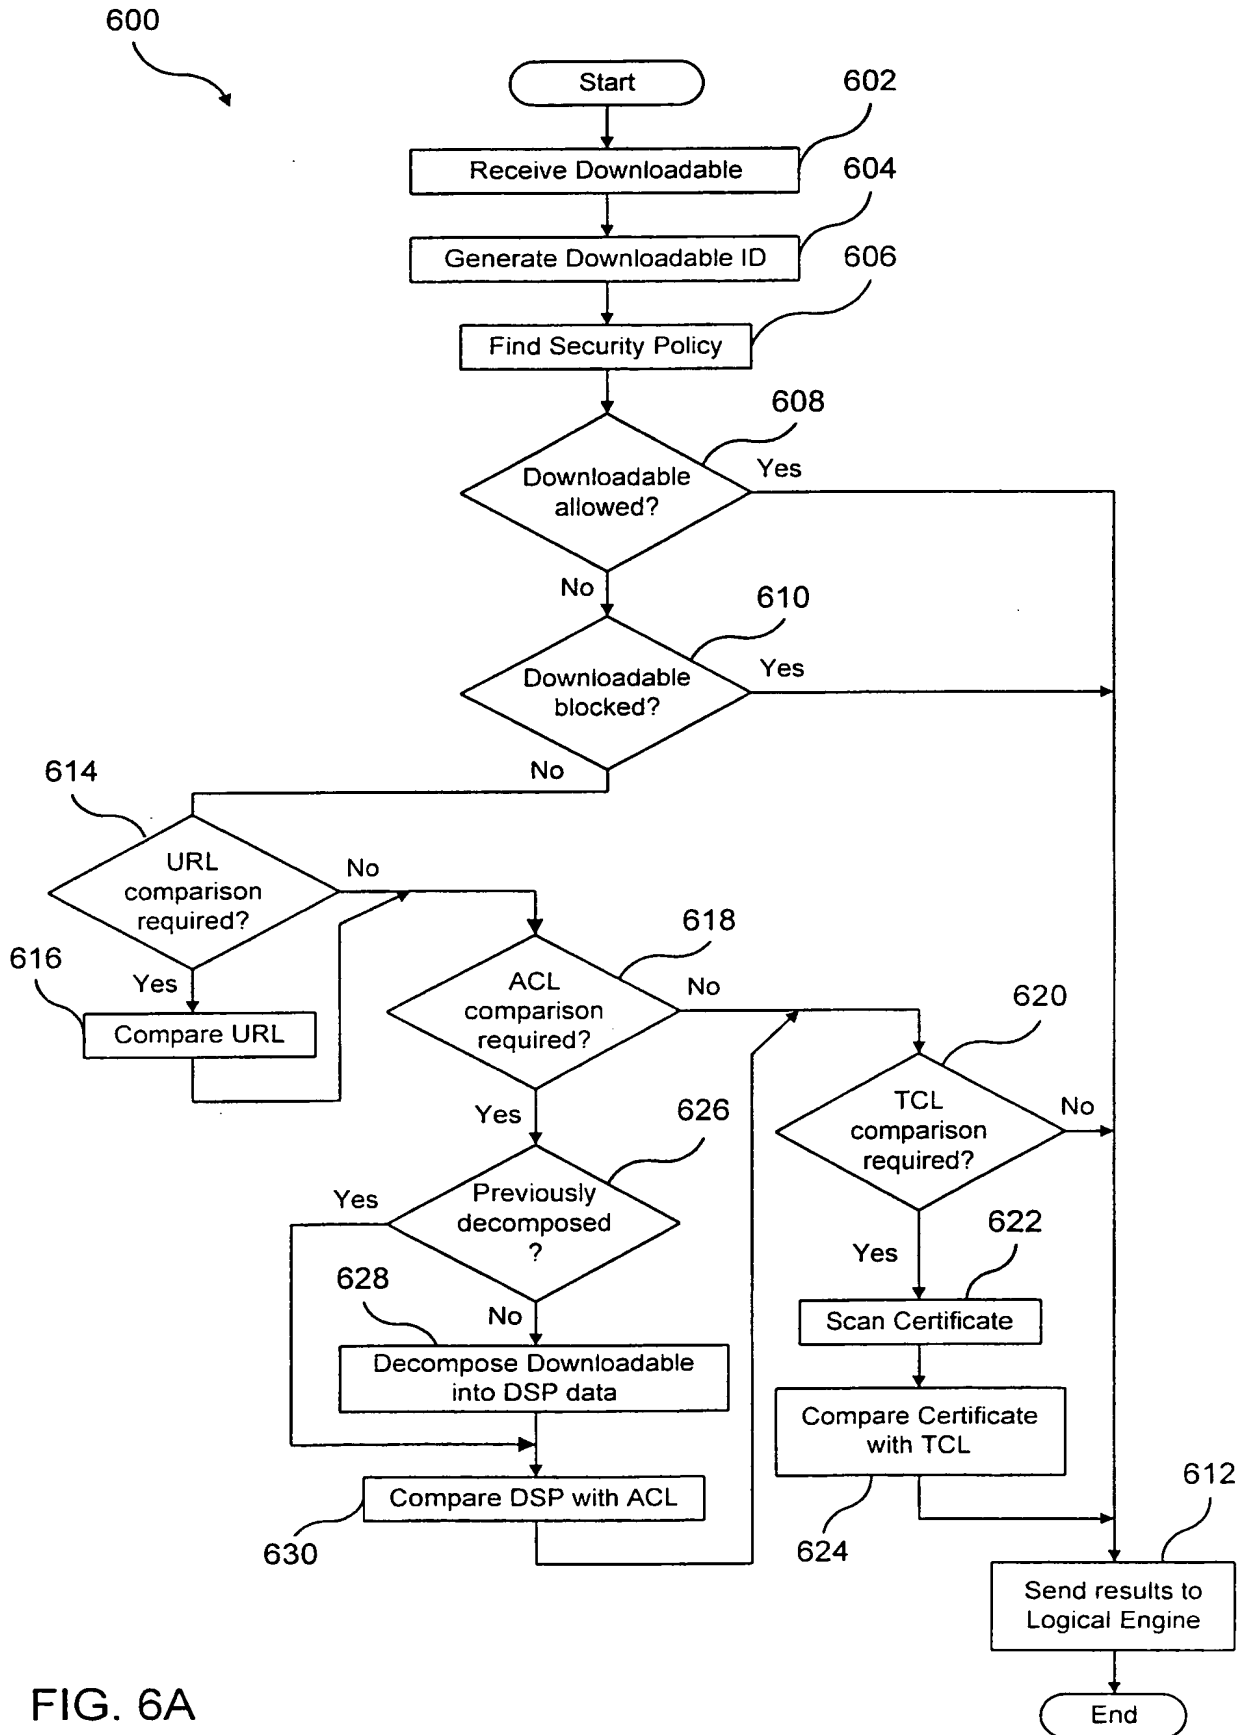 600
Start
602
Receive Downloadable
604
Generate Downloadable ID
606
Find Security Policy
608
Downloadable
allowed?
Yes
No
610
Downloadable
blocked?
Yes
No
614
URL
comparison
required?
No
Yes
616
Compare URL
618
ACL
comparison
required?
No
Yes
620
TCL
comparison
required?
No
Yes
626
Previously
decomposed
?
Yes
No
622
Scan Certificate
628
Decompose Downloadable
into DSP data
Compare Certificate
with TCL
624
Compare DSP with ACL
630
612
Send results to
Logical Engine
End
FIG. 6A